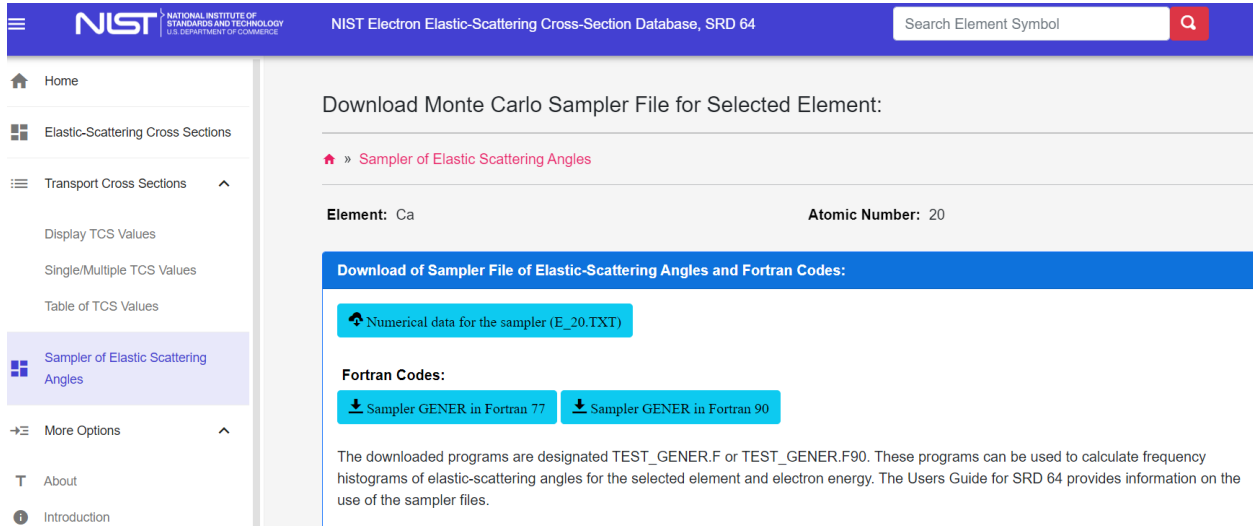 NIST
NATIONAL INSTITUTE OF
STANDARDS AND TECHNOLOGY
U.S. DEPARTMENT OF COMMERCE
NIST Electron Elastic-Scattering Cross-Section Database, SRD 64
Search Element Symbol
Home
Elastic-Scattering Cross Sections
Transport Cross Sections
Display TCS Values
Single/Multiple TCS Values
Table of TCS Values
Sampler of Elastic Scattering
Angles
More Options
T About
Introduction
Download Monte Carlo Sampler File for Selected Element:
» Sampler of Elastic Scattering Angles
Element: Ca
Atomic Number: 20
Download of Sampler File of Elastic-Scattering Angles and Fortran Codes:
Numerical data for the sampler (E_20.TXT)
Fortran Codes:
Sampler GENER in Fortran 77
Sampler GENER in Fortran 90
The downloaded programs are designated TEST_GENER.F or TEST_GENER.F90. These programs can be used to calculate frequency
histograms of elastic-scattering angles for the selected element and electron energy. The Users Guide for SRD 64 provides information on the
use of the sampler files.